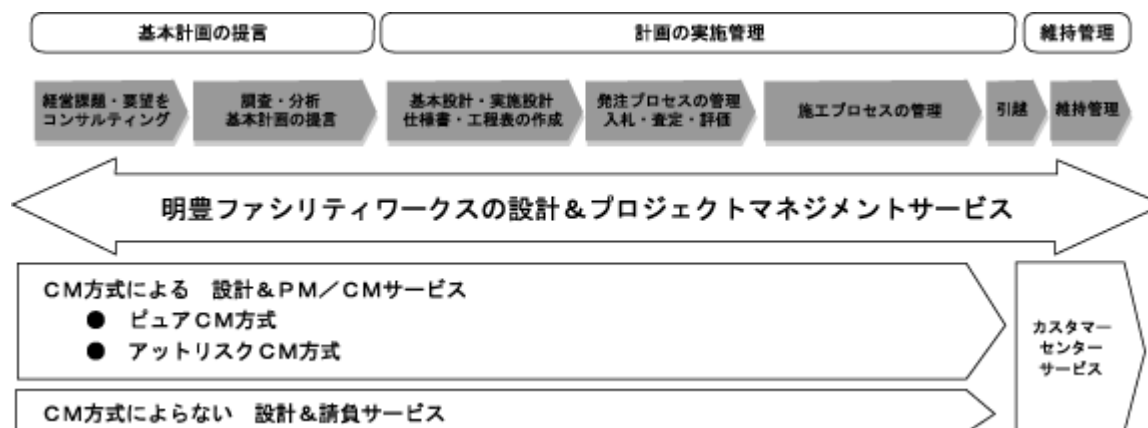 基本計画の提言
計画の実施管理
維持管理
経営課題・要望を
コンサルティング
調査・分析
基本計画の提言
基本設計・実施設計
仕様書・工程表の作成
発注プロセスの管理
入札・査定・評価
施工プロセスの管理
引越
維持管理
明豊ファシリティワークスの設計＆プロジェクトマネジメントサービス
ＣＭ方式による　設計＆ＰＭ／ＣＭサービス
●　ピュアＣＭ方式
●　アットリスクＣＭ方式
カスタマー
センター
サービス
ＣＭ方式によらない　設計＆請負サービス